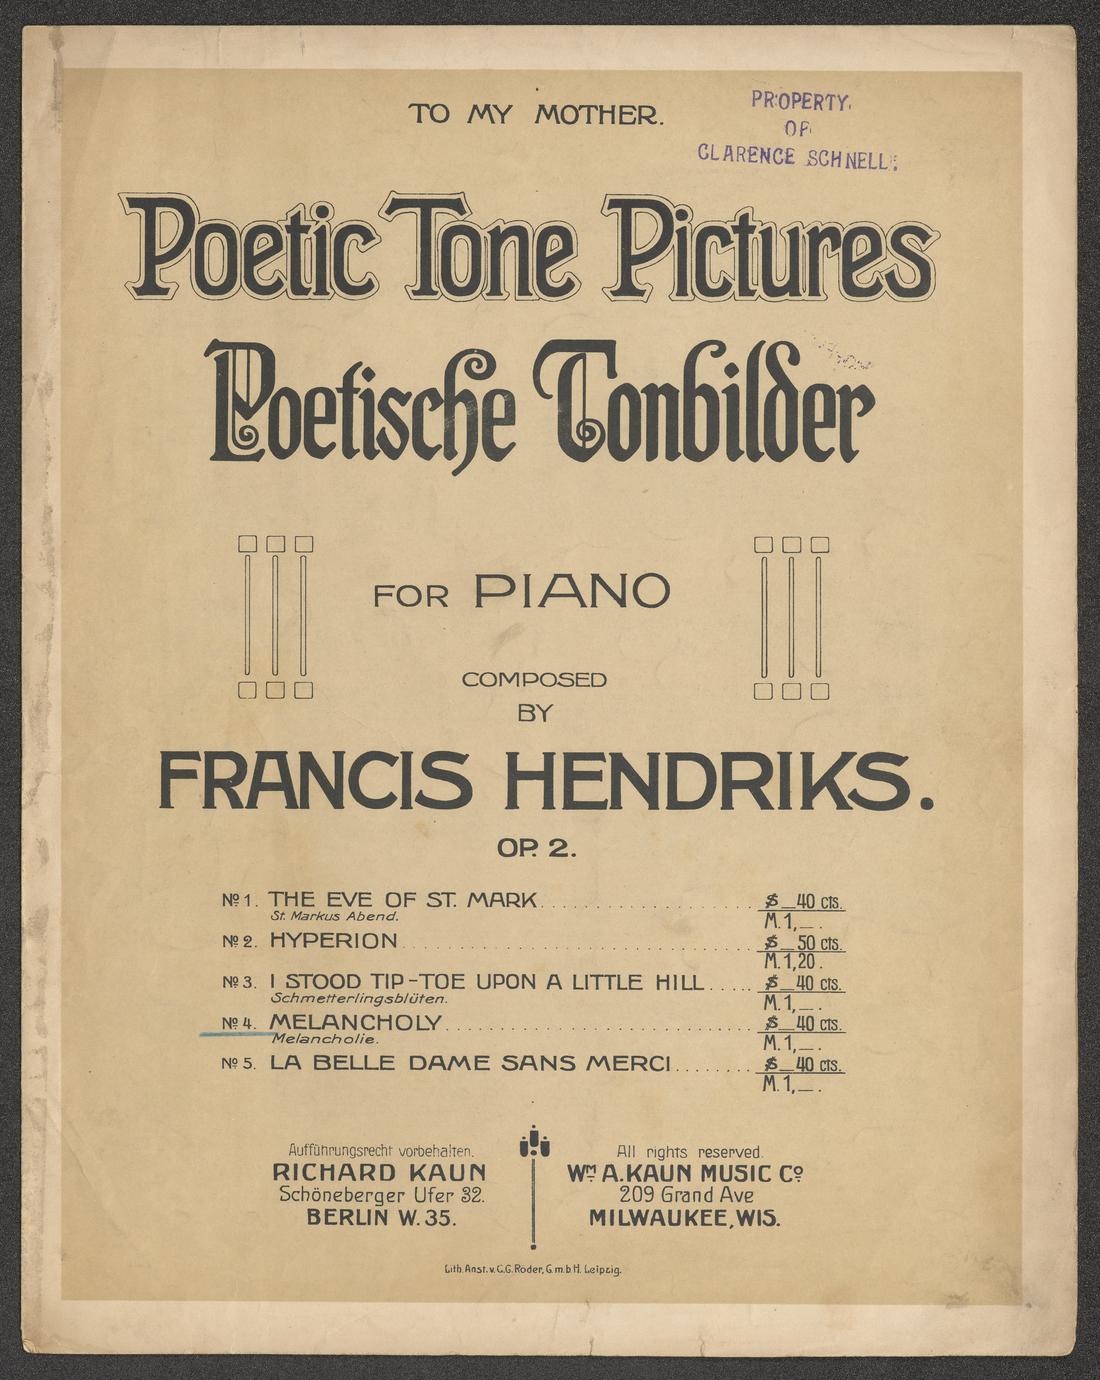 TO MY MOTHER.
PROPERTY
OF
CLARENCE SCHNELL
Poetic Tone Pictures
Poetische Tonbilder
FOR PIANO
COMPOSED
BY
FRANCIS HENDRIKS.
OP. 2.
No 1. THE EVE OF ST. MARK. $ _ 40 cts.
St. Markus Abend. M. 1, _ .
No 2. HYPERION $ _ 50 cts.
M. 1,20.
No 3. I STOOD TIP-TOE UPON A LITTLE HILL $ _ 40 cts.
Schmetterlingsblüten. M. 1, _ .
No 4. MELANCHOLY $ _ 40 cts.
Melancholie. M. 1, _ .
No 5. LA BELLE DAME SANS MERCI $ _ 40 cts.
M. 1, _ .
Aufführungsrecht vorbehalten.
RICHARD KAUN
Schöneberger Ufer 32.
BERLIN W. 35.
All rights reserved.
WM A. KAUN MUSIC CO
209 Grand Ave
MILWAUKEE, WIS.
Lith. Anst. v. C. G. Röder, G. m. b. H. Leipzig.